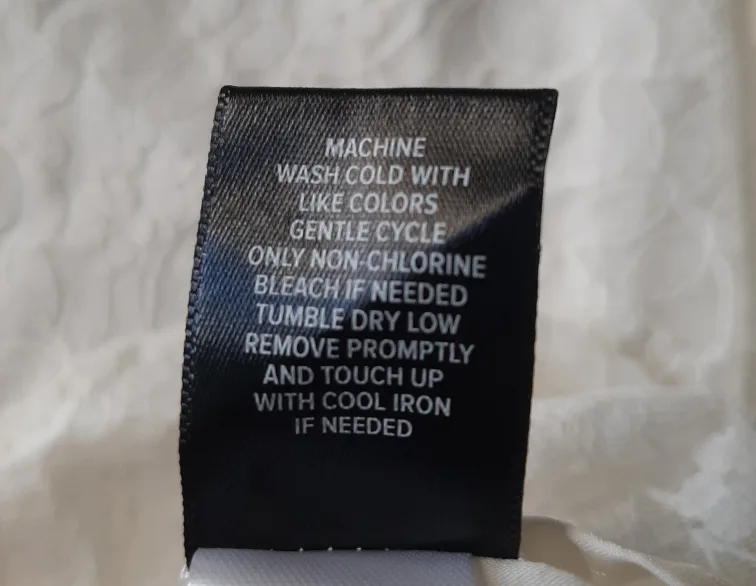 MACHINE
WASH COLD WITH
LIKE COLORS
GENTLE CYCLE
ONLY NON-CHLORINE
BLEACH IF NEEDED
TUMBLE DRY LOW
REMOVE PROMPTLY
AND TOUCH UP
WITH COOL IRON
IF NEEDED